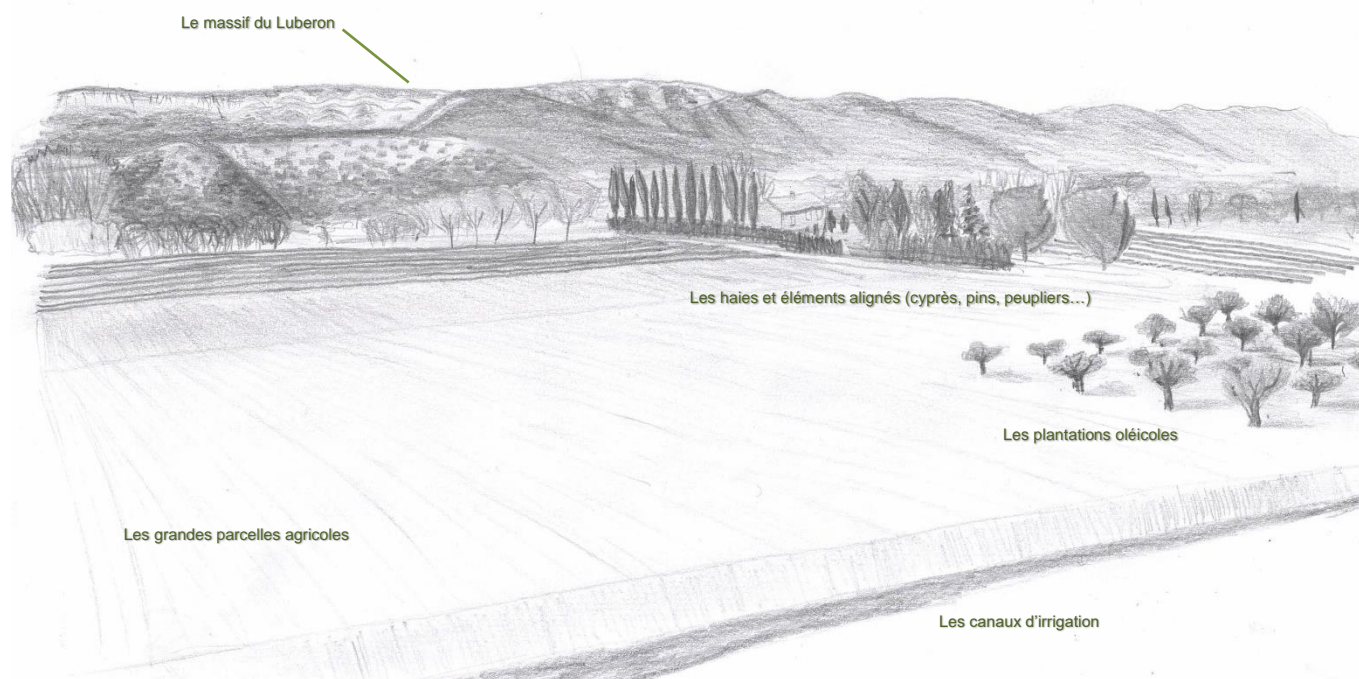 Le massif du Luberon
Les haies et éléments alignés (cyprès, pins, peupliers…)
Les plantations oléicoles
Les grandes parcelles agricoles
Les canaux d'irrigation